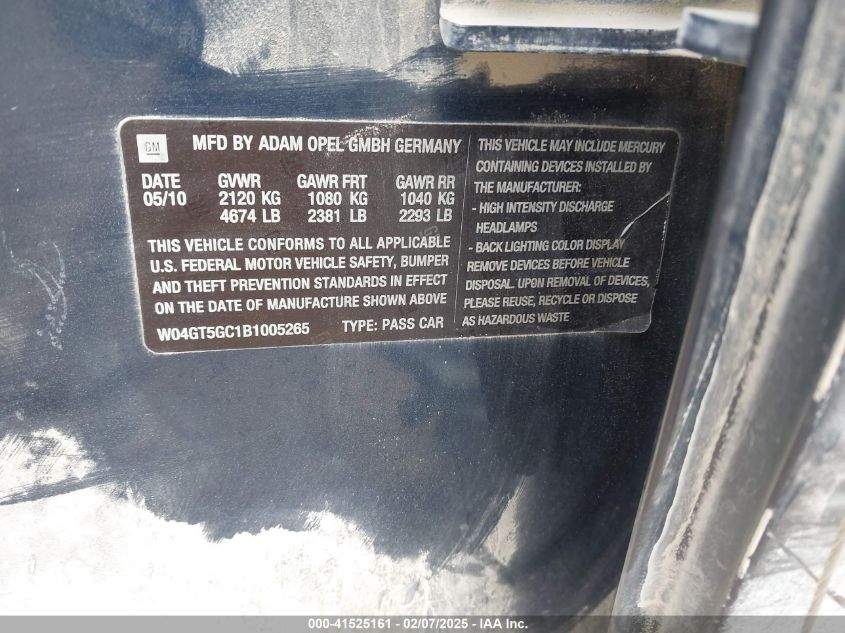 GM
MFD BY ADAM OPEL GMBH GERMANY
DATE GVWR GAWR FRT GAWR RR
05/10 2120 KG 1080 KG 1040 KG
4674 LB 2381 LB 2293 LB
THIS VEHICLE CONFORMS TO ALL APPLICABLE
U.S. FEDERAL MOTOR VEHICLE SAFETY, BUMPER
AND THEFT PREVENTION STANDARDS IN EFFECT
ON THE DATE OF MANUFACTURE SHOWN ABOVE
W04GT5GC1B1005265 TYPE: PASS CAR
THIS VEHICLE MAY INCLUDE MERCURY
CONTAINING DEVICES INSTALLED BY
THE MANUFACTURER:
- HIGH INTENSITY DISCHARGE
HEADLAMPS
- BACK LIGHTING COLOR DISPLAY
REMOVE DEVICES BEFORE VEHICLE
DISPOSAL. UPON REMOVAL OF DEVICES,
PLEASE REUSE, RECYCLE OR DISPOSE
AS HAZARDOUS WASTE
000-41525161 - 02/07/2025 - IAA Inc.